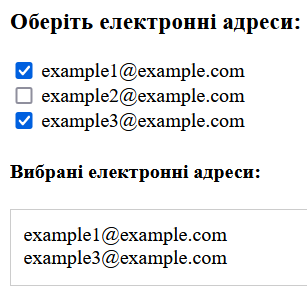 Оберіть електронні адреси:
example1@example.com
example2@example.com
example3@example.com
Вибрані електронні адреси:
example1@example.com
example3@example.com